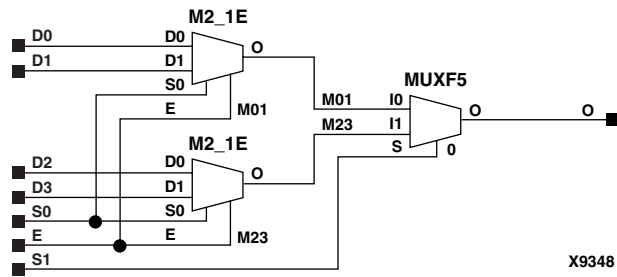 M2_1E
D0 D0
O
D1 D1
MUXF5
S0
M01 I0
O O
E M01
M23 I1
M2_1E
S 0
D2 D0
O
D3 D1
S0 S0
E E M23
S1
X9348